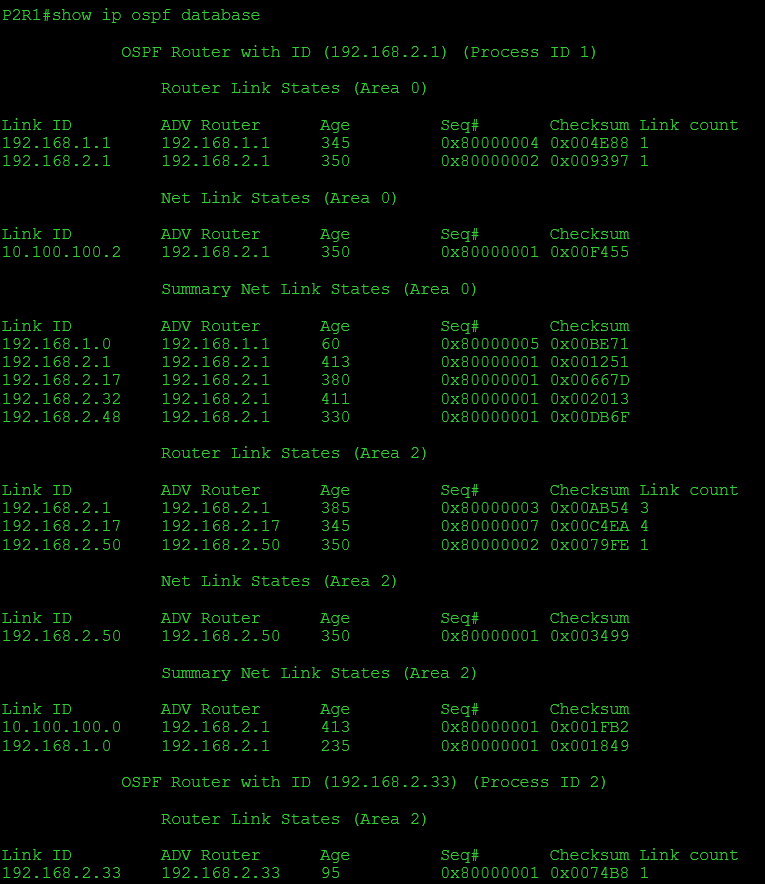 P2R1#show ip ospf database
OSPF Router with ID (192.168.2.1) (Process ID 1)
Router Link States (Area 0)
Link ID ADV Router Age Seq# Checksum Link count
192.168.1.1 192.168.1.1 345 0x80000004 0x004E88 1
192.168.2.1 192.168.2.1 350 0x80000002 0x009397 1
Net Link States (Area 0)
Link ID ADV Router Age Seq# Checksum
10.100.100.2 192.168.2.1 350 0x80000001 0x00F455
Summary Net Link States (Area 0)
Link ID ADV Router Age Seq# Checksum
192.168.1.0 192.168.1.1 60 0x80000005 0x00BE71
192.168.2.1 192.168.2.1 413 0x80000001 0x001251
192.168.2.17 192.168.2.1 380 0x80000001 0x00667D
192.168.2.32 192.168.2.1 411 0x80000001 0x002013
192.168.2.48 192.168.2.1 330 0x80000001 0x00DB6F
Router Link States (Area 2)
Link ID ADV Router Age Seq# Checksum Link count
192.168.2.1 192.168.2.1 385 0x80000003 0x00AB54 3
192.168.2.17 192.168.2.17 345 0x80000007 0x00C4EA 4
192.168.2.50 192.168.2.50 350 0x80000002 0x0079FE 1
Net Link States (Area 2)
Link ID ADV Router Age Seq# Checksum
192.168.2.50 192.168.2.50 350 0x80000001 0x003499
Summary Net Link States (Area 2)
Link ID ADV Router Age Seq# Checksum
10.100.100.0 192.168.2.1 413 0x80000001 0x001FB2
192.168.1.0 192.168.2.1 235 0x80000001 0x001849
OSPF Router with ID (192.168.2.33) (Process ID 2)
Router Link States (Area 2)
Link ID ADV Router Age Seq# Checksum Link count
192.168.2.33 192.168.2.33 95 0x80000001 0x0074B8 1